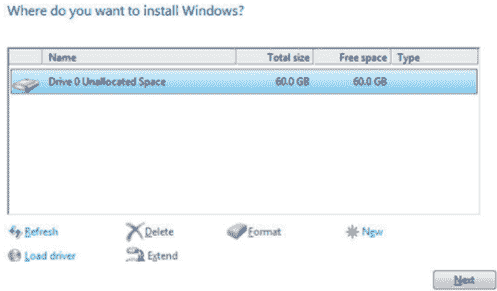 Where do you want to install Windows?
Name Total size Free space Type
Drive 0 Unallocated Space 60.0 GB 60.0 GB
Refresh Delete Format New
Load driver Extend
Next